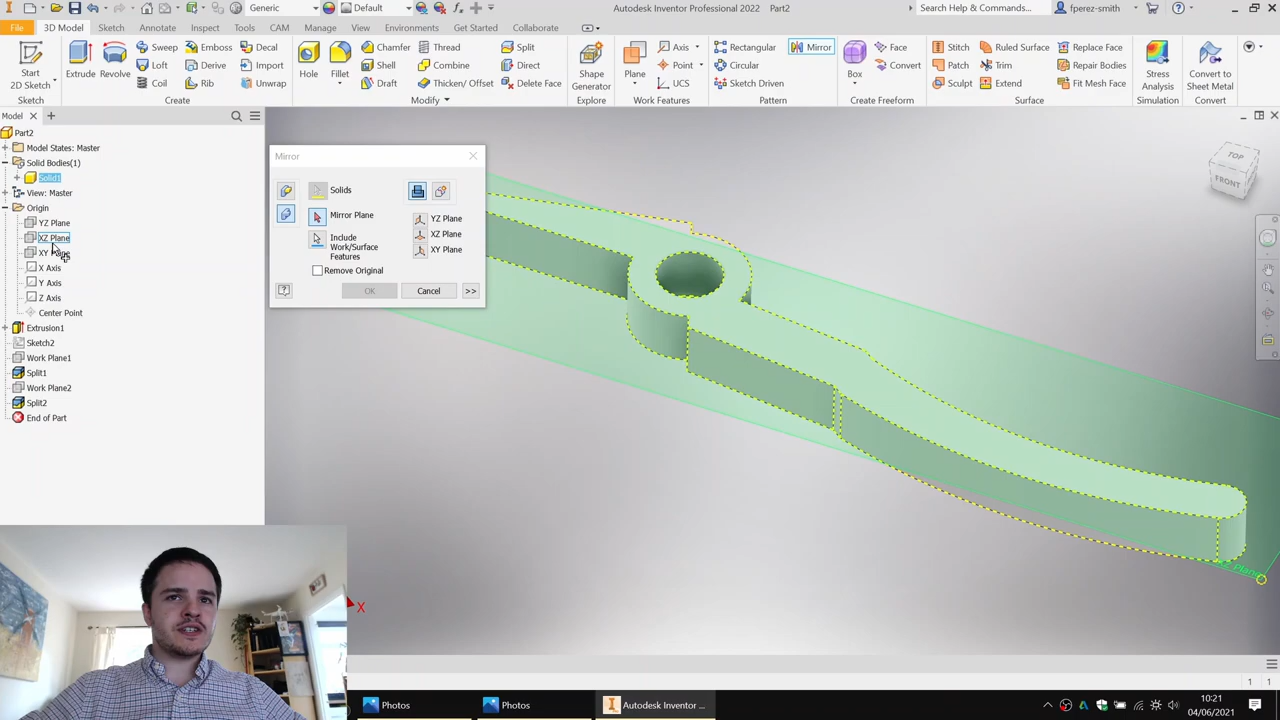 Generic
Default
Autodesk Inventor Professional 2022 Part2
Search Help & Commands...
fperez-smith
File
3D Model
Sketch
Annotate
Inspect
Tools
CAM
Manage
View
Environments
Get Started
Collaborate
Start
2D Sketch
Sketch
Extrude
Revolve
Sweep
Loft
Coil
Emboss
Derive
Rib
Decal
Import
Unwrap
Create
Hole
Fillet
Chamfer
Shell
Draft
Thread
Combine
Thicken/ Offset
Split
Direct
Delete Face
Modify
Shape
Generator
Explore
Plane
Axis
Point
UCS
Work Features
Rectangular
Circular
Sketch Driven
Mirror
Pattern
Box
Face
Convert
Create Freeform
Stitch
Patch
Sculpt
Ruled Surface
Trim
Extend
Replace Face
Repair Bodies
Fit Mesh Face
Surface
Stress
Analysis
Simulation
Convert to
Sheet Metal
Convert
Model
Part2
Model States: Master
Solid Bodies(1)
Solid1
View: Master
Origin
YZ Plane
XZ Plane
X Axis
Y Axis
Z Axis
Center Point
Extrusion1
Sketch2
Work Plane1
Split1
Work Plane2
Split2
End of Part
Mirror
Solids
Mirror Plane
Include
Work/Surface
Features
Remove Original
YZ Plane
XZ Plane
XY Plane
OK
Cancel
>>
TOP
FRONT
XZ Plane
X
1 1
Photos
Photos
Autodesk Inventor ...
10:21
04/06/2021